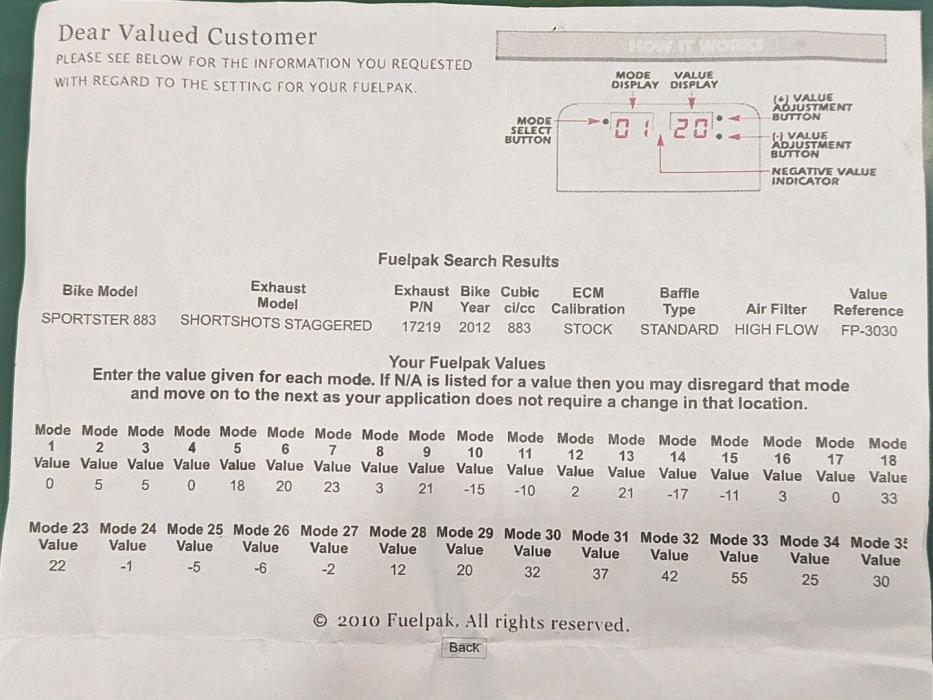 Dear Valued Customer
PLEASE SEE BELOW FOR THE INFORMATION YOU REQUESTED
WITH REGARD TO THE SETTING FOR YOUR FUELPAK.
HOW IT WORKS
MODE DISPLAY
VALUE DISPLAY
MODE SELECT BUTTON
01 20
(+) VALUE ADJUSTMENT BUTTON
(-) VALUE ADJUSTMENT BUTTON
NEGATIVE VALUE INDICATOR
Fuelpak Search Results
Bike Model Exhaust Model Exhaust P/N Bike Year Cubic ci/cc ECM Calibration Baffle Type Air Filter Value Reference
SPORTSTER 883 SHORTSHOTS STAGGERED 17219 2012 883 STOCK STANDARD HIGH FLOW FP-3030
Your Fuelpak Values
Enter the value given for each mode. If N/A is listed for a value then you may disregard that mode
and move on to the next as your application does not require a change in that location.
Mode Mode Mode Mode Mode Mode Mode Mode Mode Mode Mode Mode Mode Mode Mode Mode Mode Mode
1 2 3 4 5 6 7 8 9 10 11 12 13 14 15 16 17 18
Value Value Value Value Value Value Value Value Value Value Value Value Value Value Value Value Value Value
0 5 5 0 18 20 23 3 21 -15 -10 2 21 -17 -11 3 0 33
Mode 23 Mode 24 Mode 25 Mode 26 Mode 27 Mode 28 Mode 29 Mode 30 Mode 31 Mode 32 Mode 33 Mode 34 Mode 35
Value Value Value Value Value Value Value Value Value Value Value Value Value
22 -1 -5 -6 -2 12 20 32 37 42 55 25 30
© 2010 Fuelpak. All rights reserved.
Back